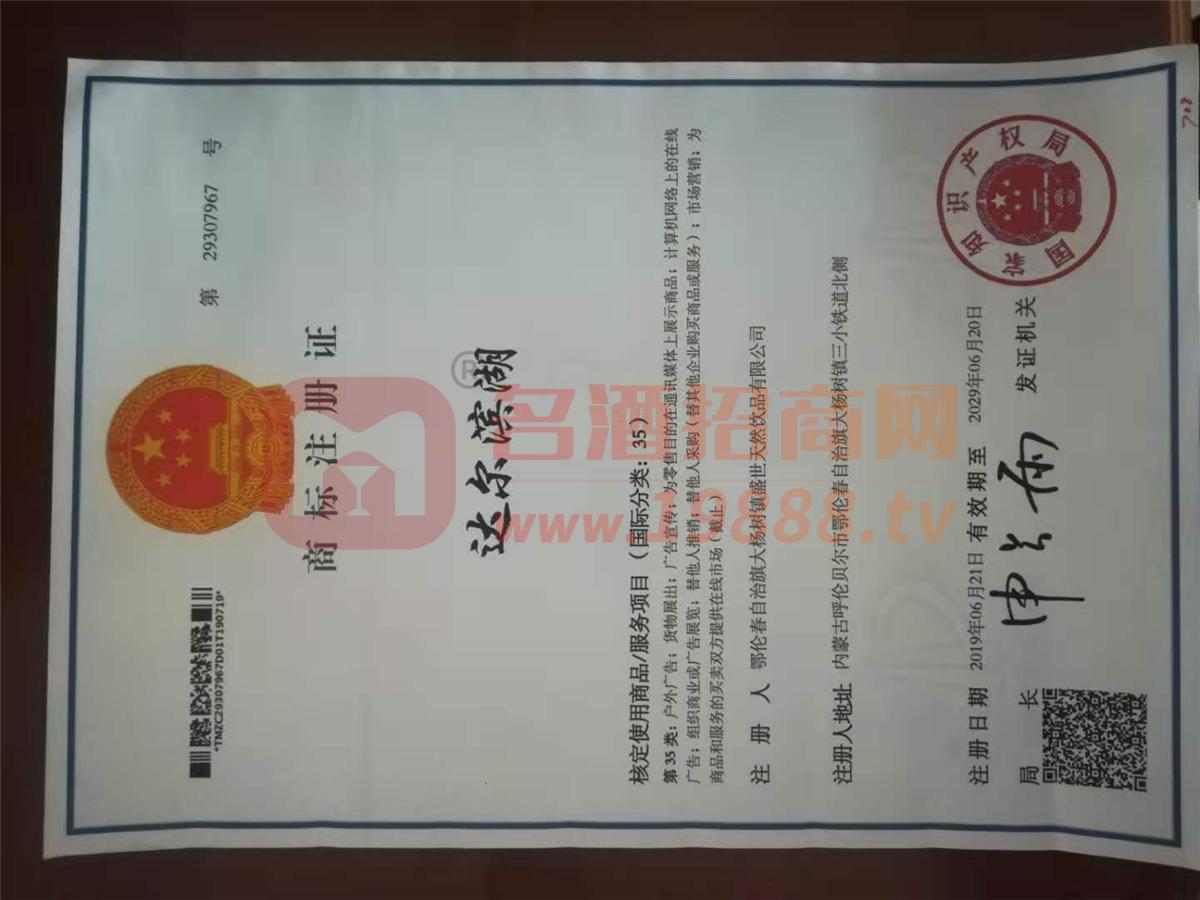 *TMZC29307967D01T190719*
第 29307967 号
商标注册证
达尔滨湖
®
核定使用商品/服务项目（国际分类：35）
第 35 类：户外广告；货物展出；广告宣传；为零售目的在通讯媒体上展示商品；计算机网络上的在线
广告；组织商业或广告展览；替他人推销；替他人采购（替其他企业购买商品或服务）；市场营销；为
商品和服务的买卖双方提供在线市场（截止）
注册人 鄂伦春自治旗大杨树镇盛世天然饮品有限公司
注册人地址 内蒙古呼伦贝尔市鄂伦春自治旗大杨树镇三小铁道北侧
注册日期 2019年06月21日 有效期至 2029年06月20日
局长 申长雨 发证机关
国家知识产权局
名酒招商网
www.19888.tv